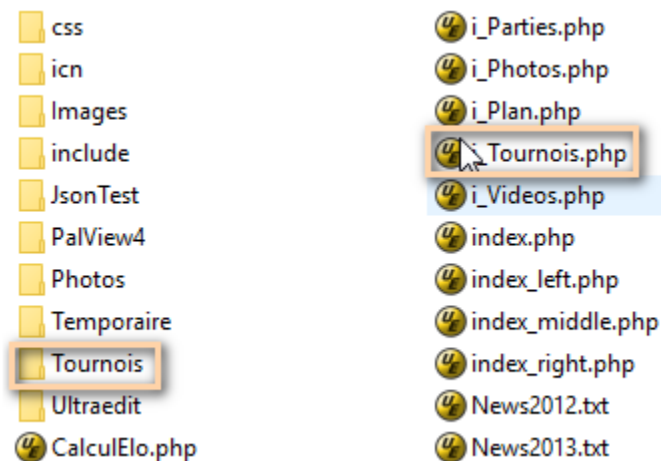 css
icn
Images
include
JsonTest
PalView4
Photos
Temporaire
Tournois
Ultraedit
CalculElo.php
i_Parties.php
i_Photos.php
i_Plan.php
i_Tournois.php
i_Videos.php
index.php
index_left.php
index_middle.php
index_right.php
News2012.txt
News2013.txt